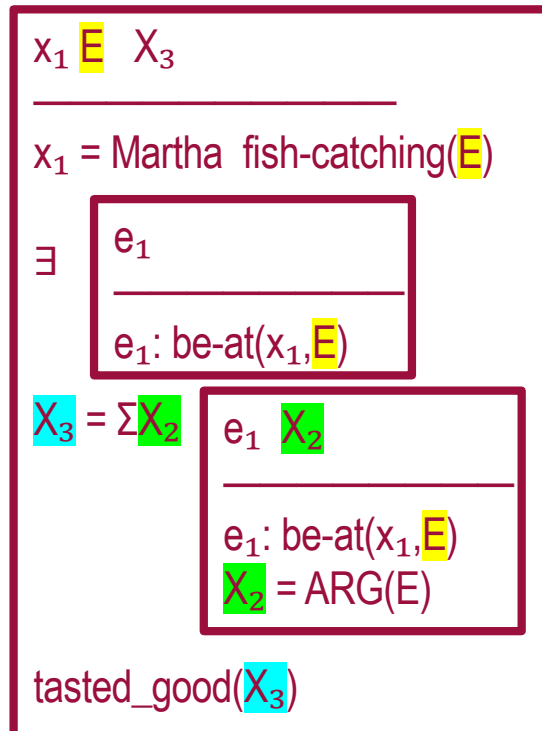 x₁ E X₃
x₁ = Martha fish-catching(E)
∃
e₁
e₁: be-at(x₁,E)
X₃ = ΣX₂
e₁ X₂
e₁: be-at(x₁,E)
X₂ = ARG(E)
tasted_good(X₃)